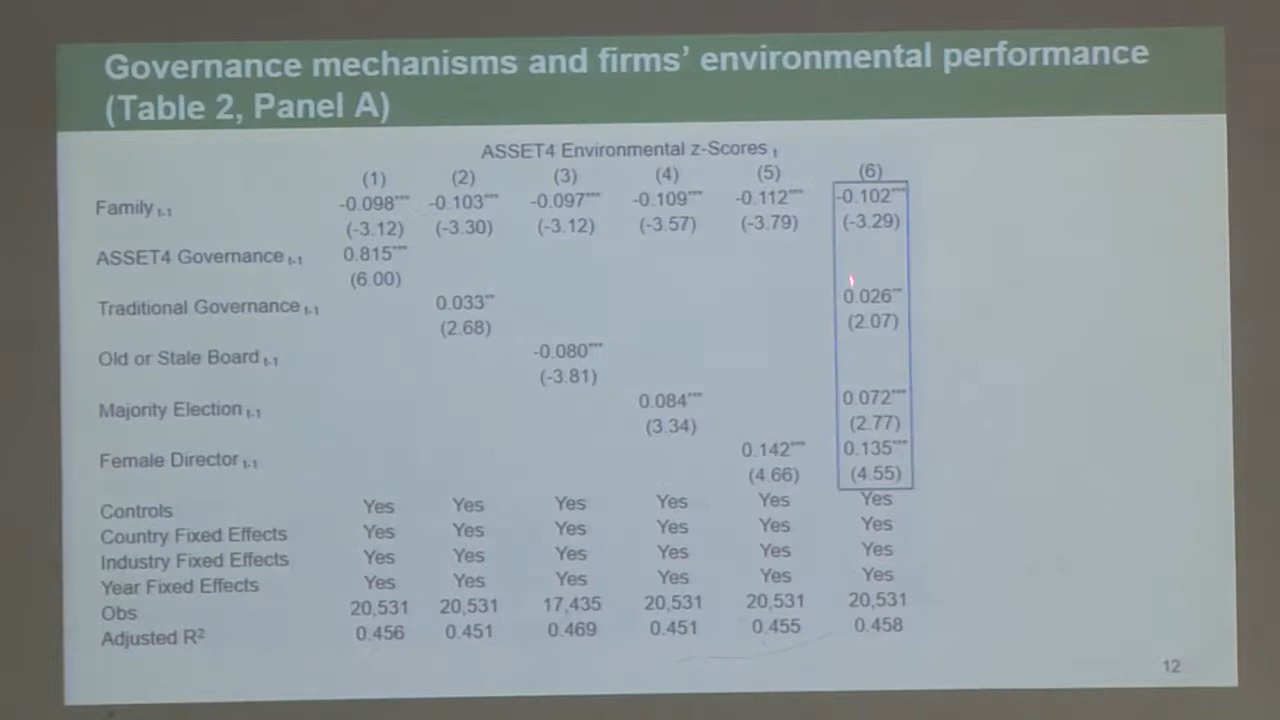 Governance mechanisms and firms' environmental performance
(Table 2, Panel A)
ASSET4 Environmental z-Scores t
(1) (2) (3) (4) (5) (6)
Family t-1 -0.098*** -0.103*** -0.097*** -0.109*** -0.112*** -0.102***
(-3.12) (-3.30) (-3.12) (-3.57) (-3.79) (-3.29)
ASSET4 Governance t-1 0.815***
(6.00)
Traditional Governance t-1 0.033** 0.026**
(2.68) (2.07)
Old or Stale Board t-1 -0.080***
(-3.81)
Majority Election t-1 0.084*** 0.072***
(3.34) (2.77)
Female Director t-1 0.142*** 0.135***
(4.66) (4.55)
Controls Yes Yes Yes Yes Yes Yes
Country Fixed Effects Yes Yes Yes Yes Yes Yes
Industry Fixed Effects Yes Yes Yes Yes Yes Yes
Year Fixed Effects Yes Yes Yes Yes Yes Yes
Obs 20,531 20,531 17,435 20,531 20,531 20,531
Adjusted R² 0.456 0.451 0.469 0.451 0.455 0.458
12